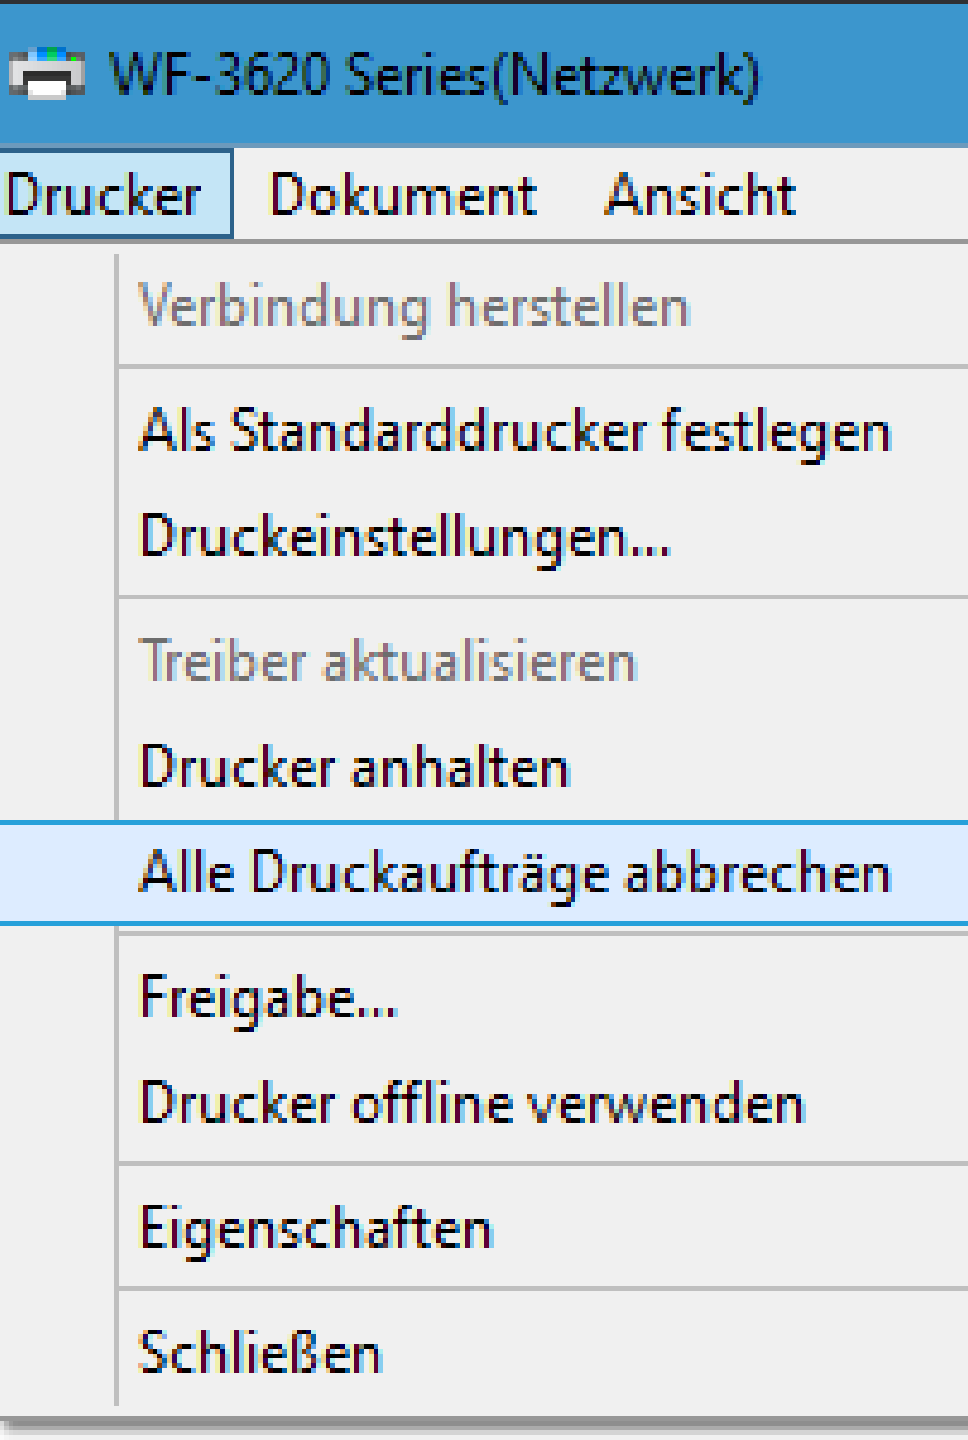 WF-3620 Series(Netzwerk)
Drucker Dokument Ansicht
Verbindung herstellen
Als Standarddrucker festlegen
Druckeinstellungen...
Treiber aktualisieren
Drucker anhalten
Alle Druckaufträge abbrechen
Freigabe...
Drucker offline verwenden
Eigenschaften
Schließen